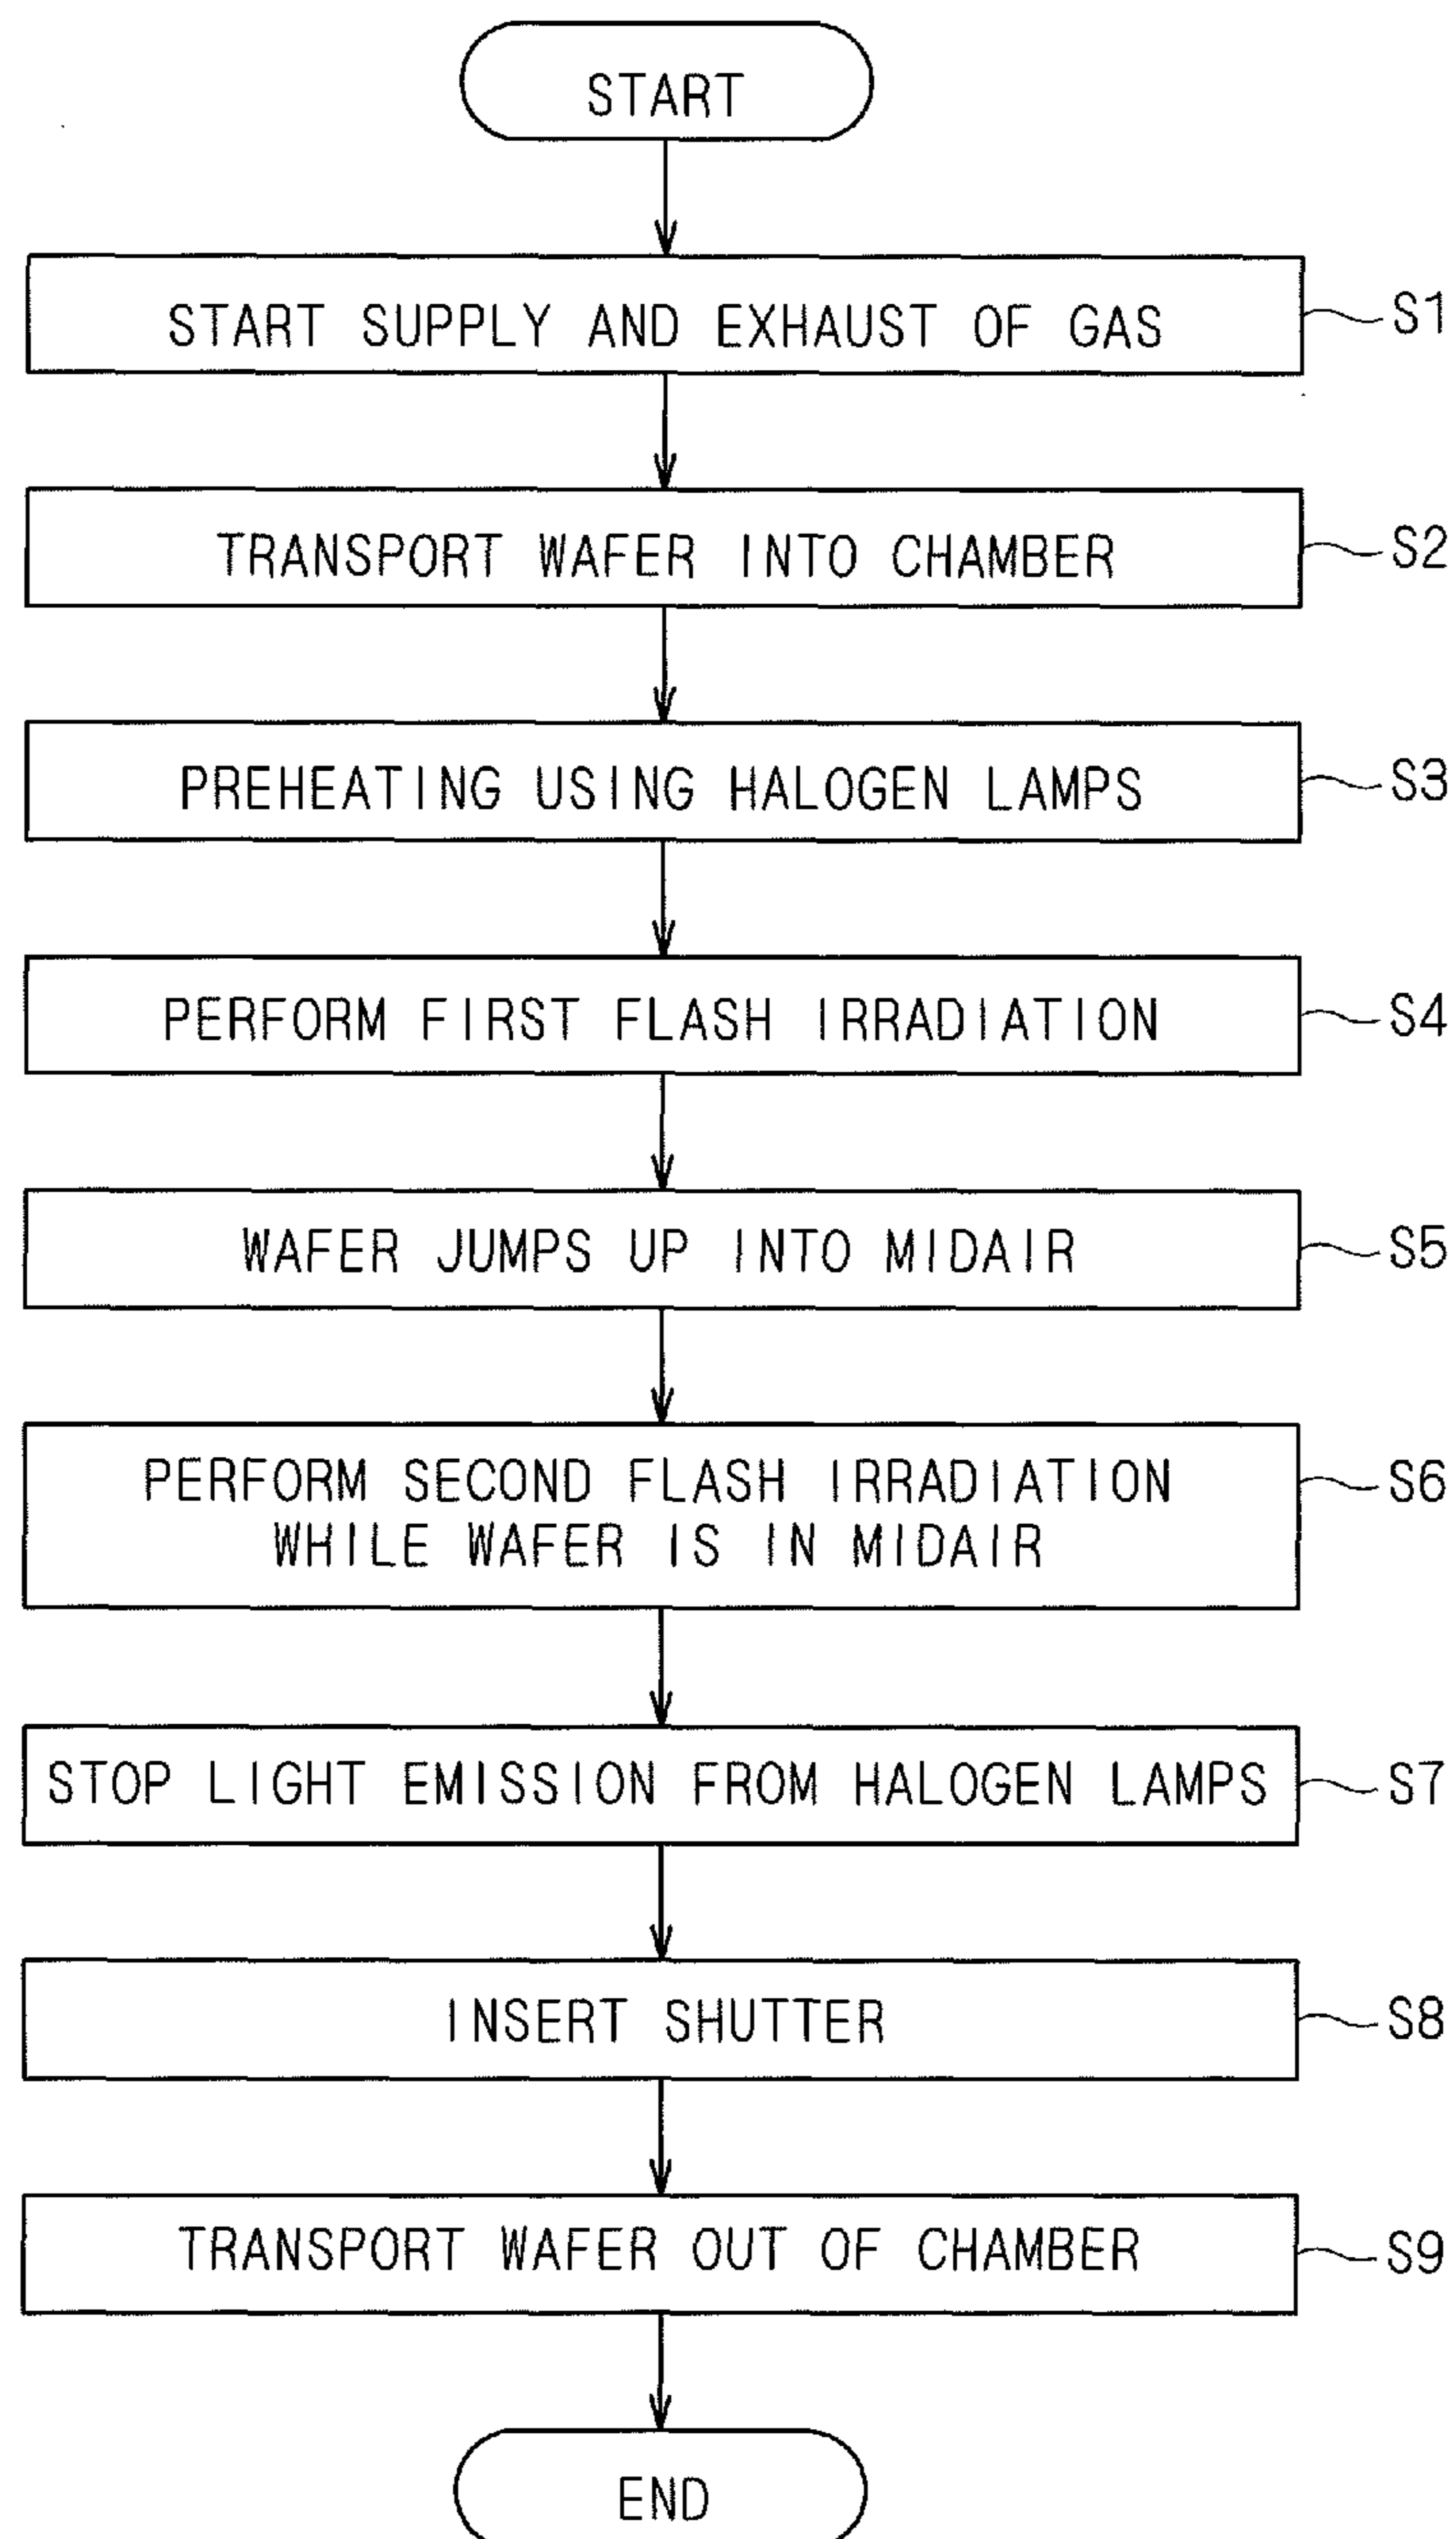 START
START SUPPLY AND EXHAUST OF GAS
S1
TRANSPORT WAFER INTO CHAMBER
S2
PREHEATING USING HALOGEN LAMPS
S3
PERFORM FIRST FLASH IRRADIATION
S4
WAFER JUMPS UP INTO MIDAIR
S5
PERFORM SECOND FLASH IRRADIATION
WHILE WAFER IS IN MIDAIR
S6
STOP LIGHT EMISSION FROM HALOGEN LAMPS
S7
INSERT SHUTTER
S8
TRANSPORT WAFER OUT OF CHAMBER
S9
END